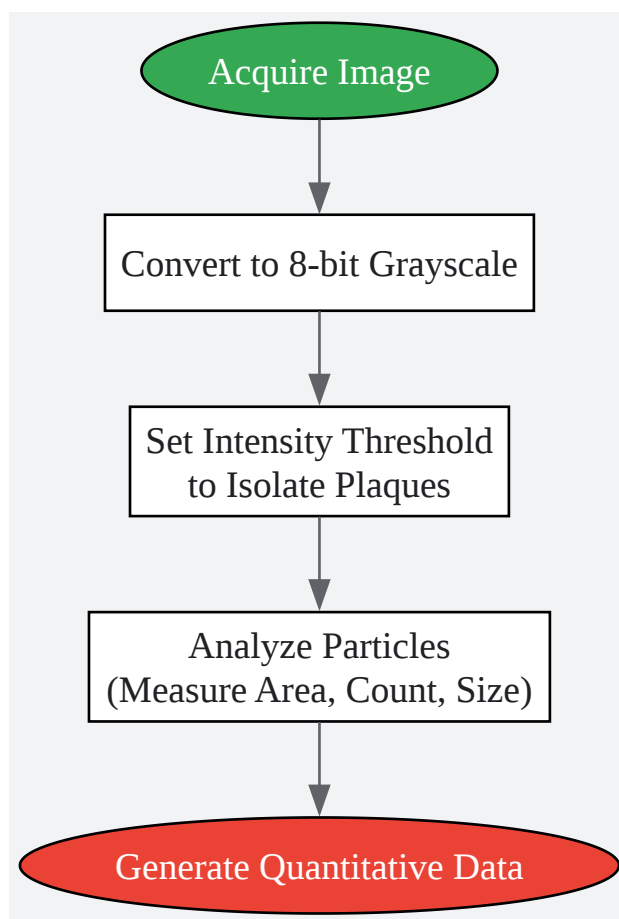 Acquire Image
Convert to 8-bit Grayscale
Set Intensity Threshold
to Isolate Plaques
Analyze Particles
(Measure Area, Count, Size)
Generate Quantitative Data